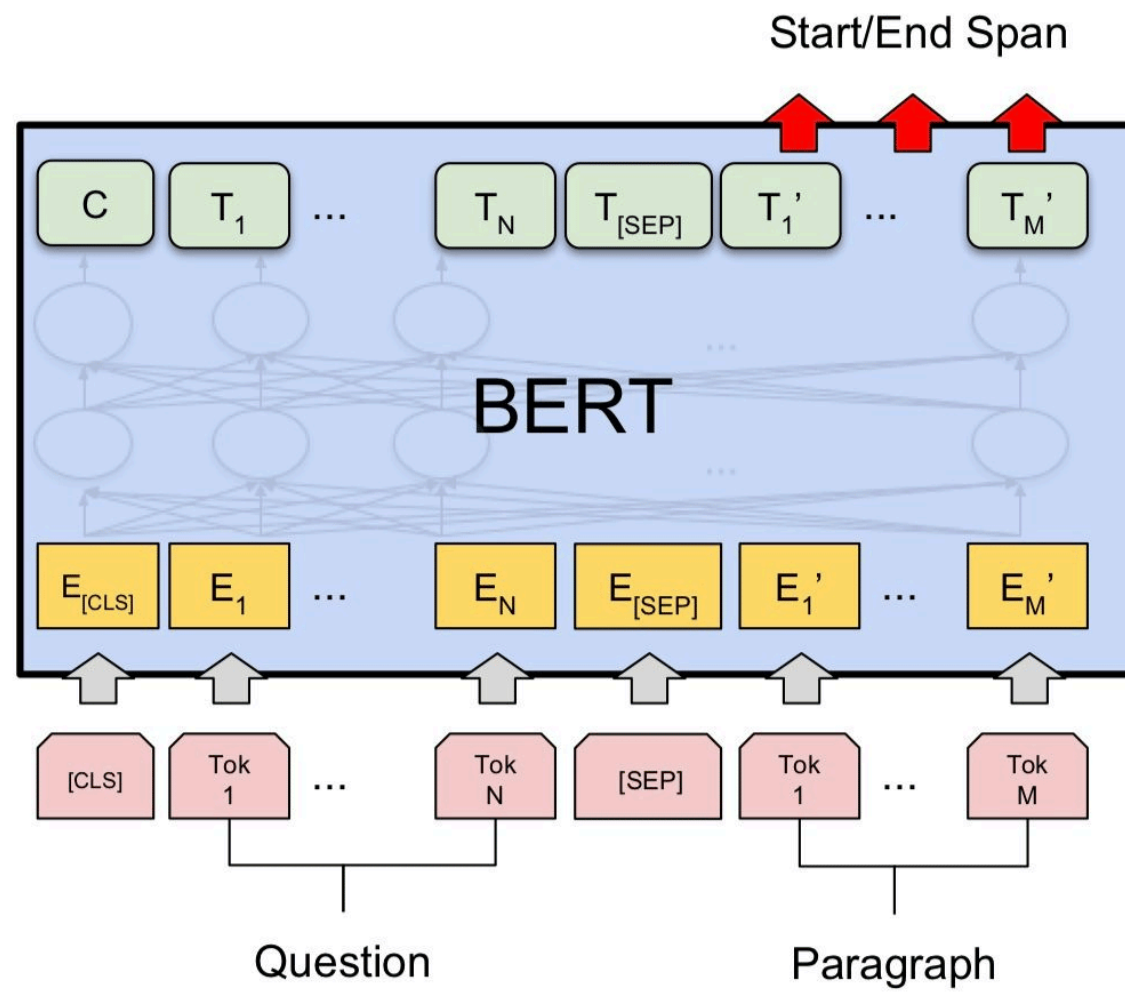 Start/End Span
C T1 ... TN T[SEP] T1’ ... TM’
...
BERT
...
E[CLS] E1 ... EN E[SEP] E1’ ... EM’
[CLS] Tok 1 ... Tok N [SEP] Tok 1 ... Tok M
Question Paragraph